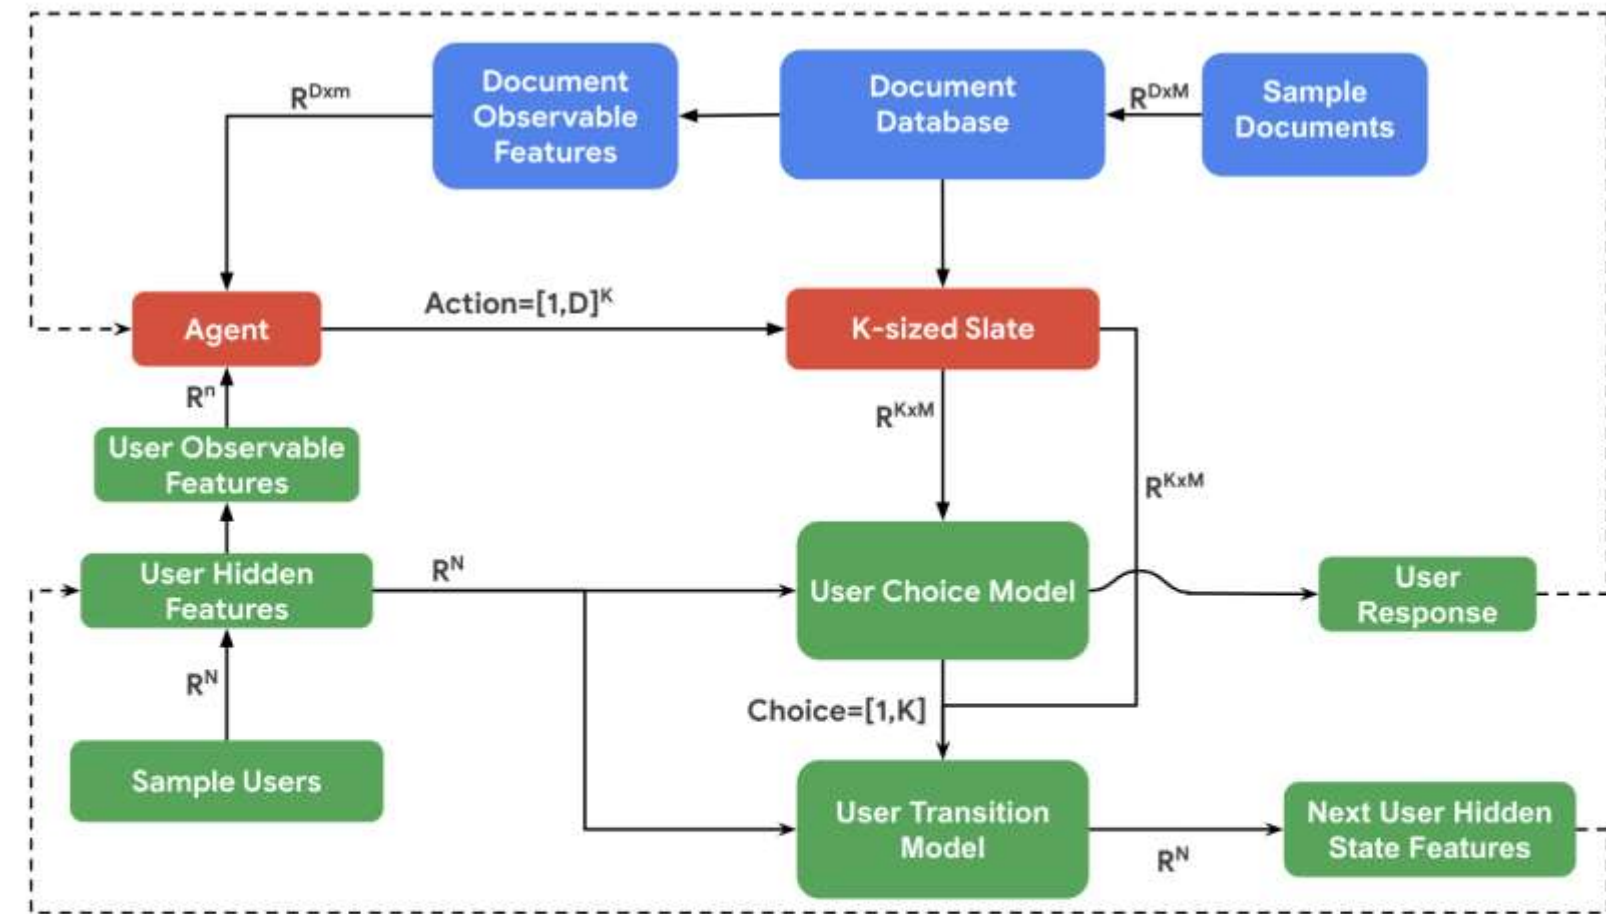 Document
Observable
Features
Document
Database
Sample
Documents
R^Dxm
R^DxM
Agent
Action=[1,D]^K
K-sized Slate
R^n
R^KxM
User Observable
Features
R^KxM
User Hidden
Features
R^N
User Choice Model
User
Response
R^N
Choice=[1,K]
Sample Users
User Transition
Model
R^N
Next User Hidden
State Features